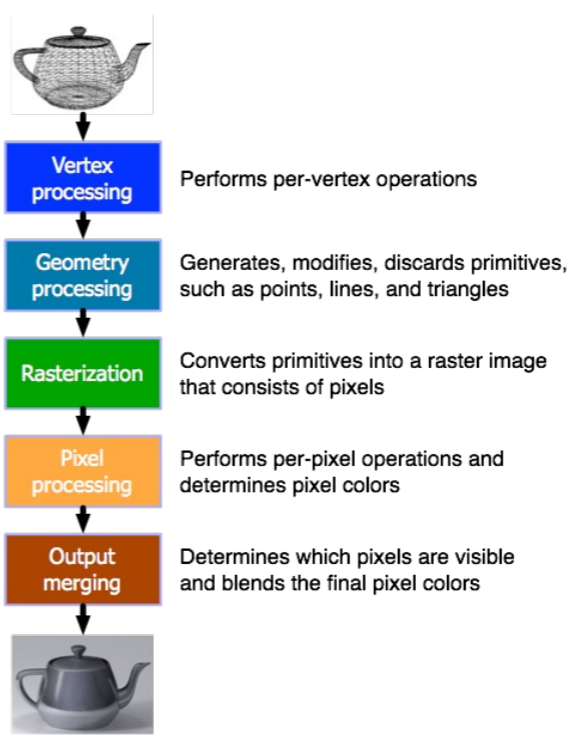 Vertex
processing
Performs per-vertex operations
Geometry
processing
Generates, modifies, discards primitives,
such as points, lines, and triangles
Rasterization
Converts primitives into a raster image
that consists of pixels
Pixel
processing
Performs per-pixel operations and
determines pixel colors
Output
merging
Determines which pixels are visible
and blends the final pixel colors